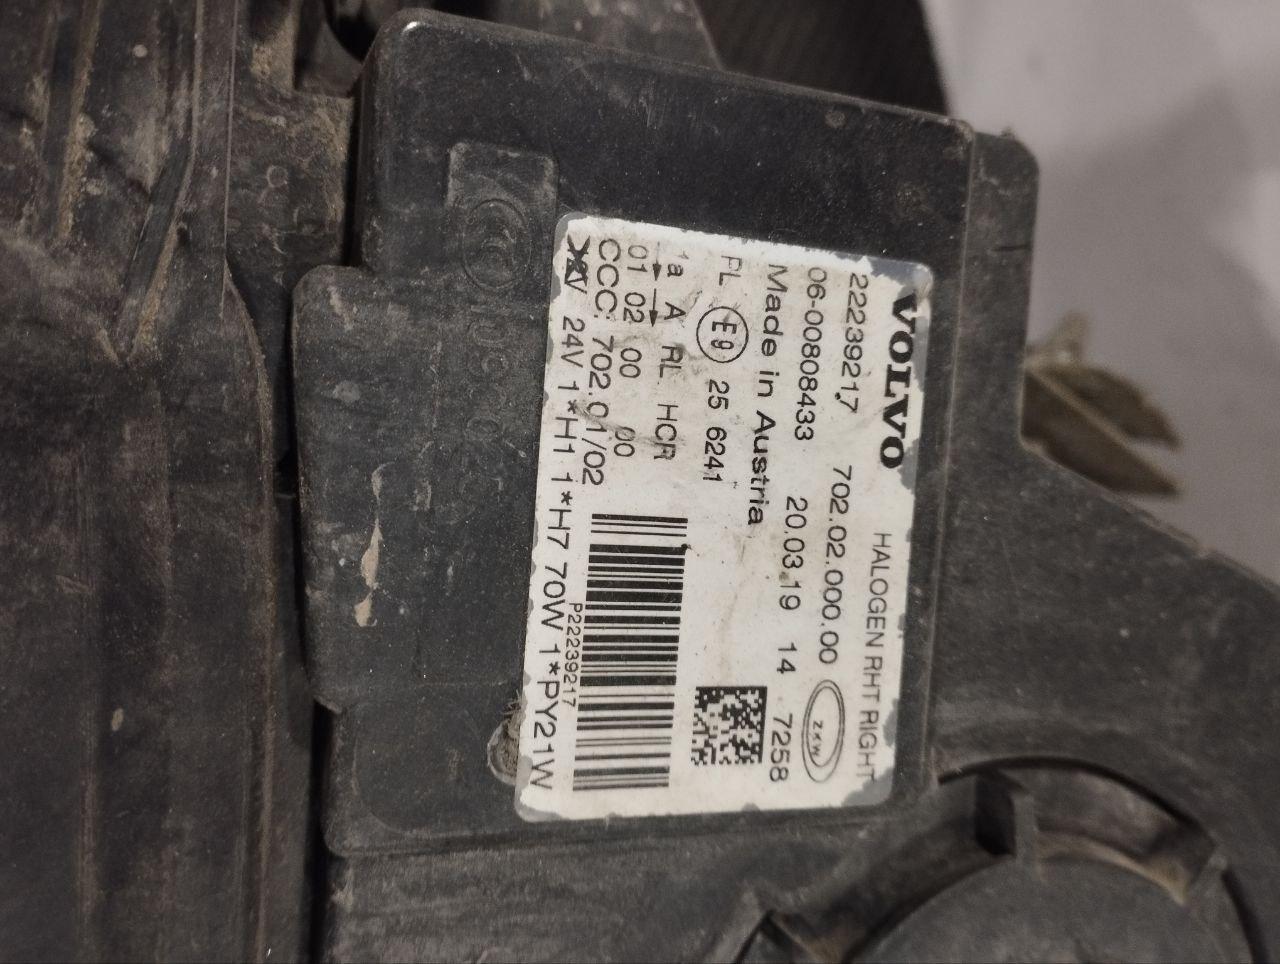 VOLVO
HALOGEN RHT RIGHT
22239217 702.02.000.00 ZKW
06-00808433 20.03.19 14 7258
Made in Austria
PL E9 25 6241
1a A RL HCR
01 02 00 00
CCC: 702.01/02
24V 1*H1 1*H7 70W 1*PY21W
P22239217